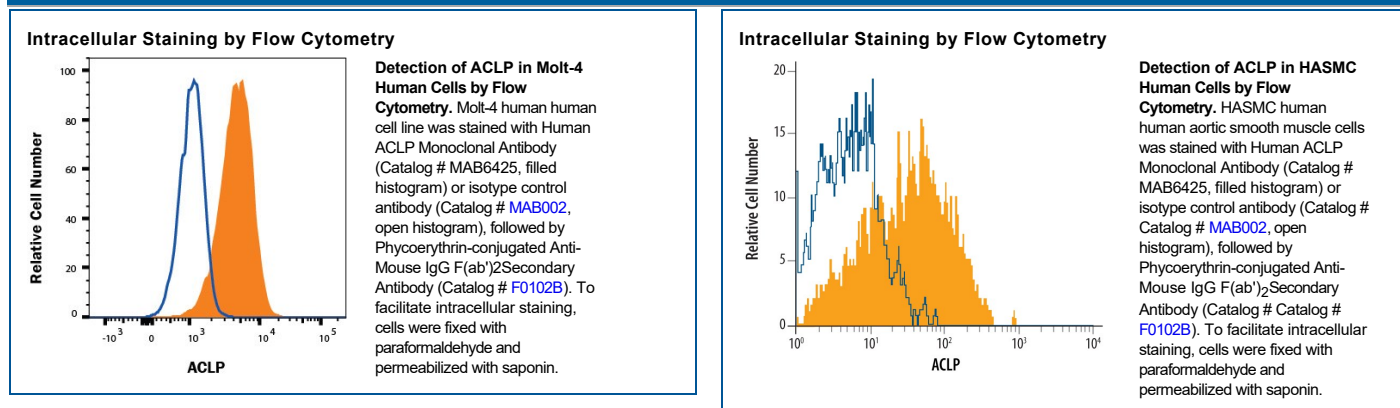 Intracellular Staining by Flow Cytometry
100
80
60
40
20
0
Relative Cell Number
-10 3
0
10 3
10 4
10 5
ACLP
Detection of ACLP in Molt-4
Human Cells by Flow
Cytometry. Molt-4 human human
cell line was stained with Human
ACLP Monoclonal Antibody
(Catalog # MAB6425, filled
histogram) or isotype control
antibody (Catalog # MAB002,
open histogram), followed by
Phycoerythrin-conjugated Anti-
Mouse IgG F(ab')2Secondary
Antibody (Catalog # F0102B). To
facilitate intracellular staining,
cells were fixed with
paraformaldehyde and
permeabilized with saponin.
Intracellular Staining by Flow Cytometry
20
15
10
5
0
Relative Cell Number
10⁰
10¹
10²
10³
10⁴
ACLP
Detection of ACLP in HASMC
Human Cells by Flow
Cytometry. HASMC human
human aortic smooth muscle cells
was stained with Human ACLP
Monoclonal Antibody (Catalog #
MAB6425, filled histogram) or
isotype control antibody (Catalog #
Catalog # MAB002, open
histogram), followed by
Phycoerythrin-conjugated Anti-
Mouse IgG F(ab')₂Secondary
Antibody (Catalog # Catalog #
F0102B). To facilitate intracellular
staining, cells were fixed with
paraformaldehyde and
permeabilized with saponin.